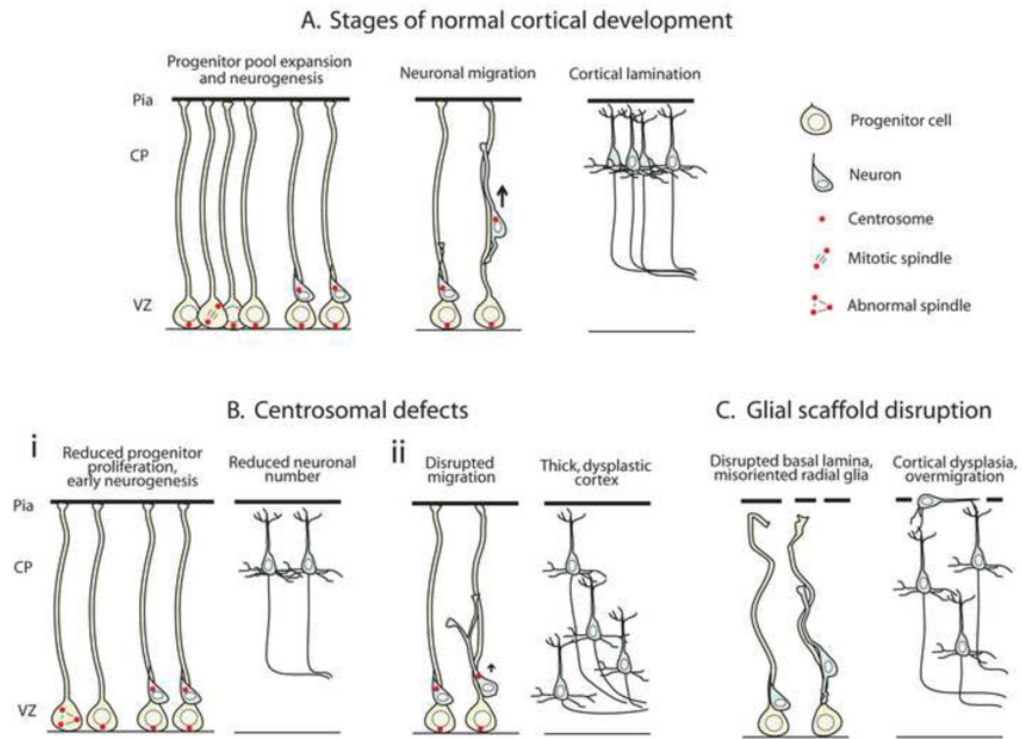 A. Stages of normal cortical development
Progenitor pool expansion
and neurogenesis
Neuronal migration
Cortical lamination
Pia
CP
VZ
Progenitor cell
Neuron
Centrosome
Mitotic spindle
Abnormal spindle
B. Centrosomal defects
C. Glial scaffold disruption
i
Reduced progenitor
proliferation,
early neurogenesis
Reduced neuronal
number
ii
Disrupted
migration
Thick, dysplastic
cortex
Disrupted basal lamina,
misoriented radial glia
Cortical dysplasia,
overmigration
Pia
CP
VZ